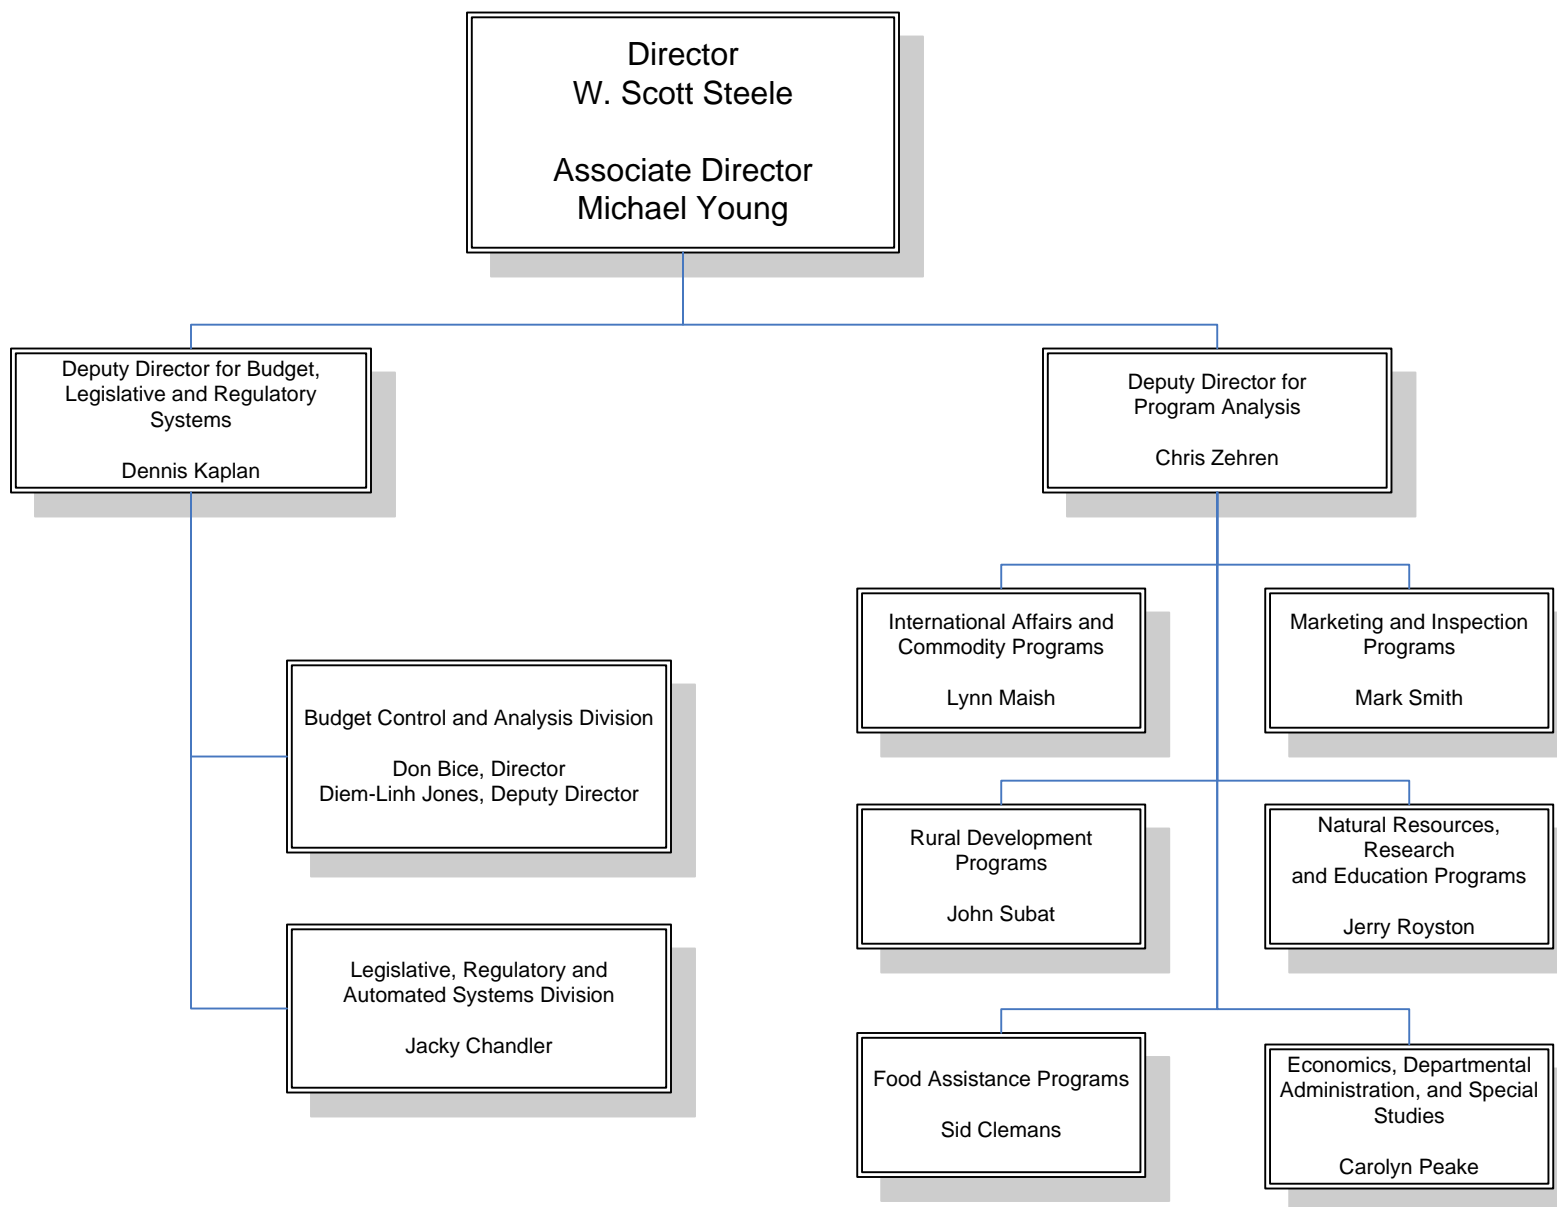 Director
W. Scott Steele
Associate Director
Michael Young
Deputy Director for Budget,
Legislative and Regulatory
Systems
Dennis Kaplan
Deputy Director for
Program Analysis
Chris Zehren
International Affairs and
Commodity Programs
Lynn Maish
Marketing and Inspection
Programs
Mark Smith
Budget Control and Analysis Division
Don Bice, Director
Diem-Linh Jones, Deputy Director
Rural Development
Programs
John Subat
Natural Resources,
Research
and Education Programs
Jerry Royston
Legislative, Regulatory and
Automated Systems Division
Jacky Chandler
Food Assistance Programs
Sid Clemans
Economics, Departmental
Administration, and Special
Studies
Carolyn Peake